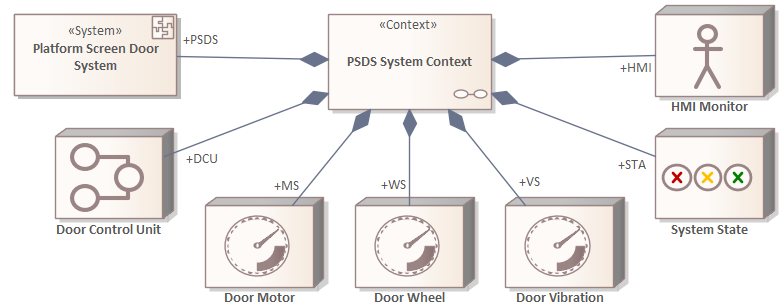 «System»
Platform Screen Door
System
+PSDS
«Context»
PSDS System Context
+HMI
HMI Monitor
+DCU
Door Control Unit
+MS
Door Motor
+WS
Door Wheel
+VS
Door Vibration
+STA
System State